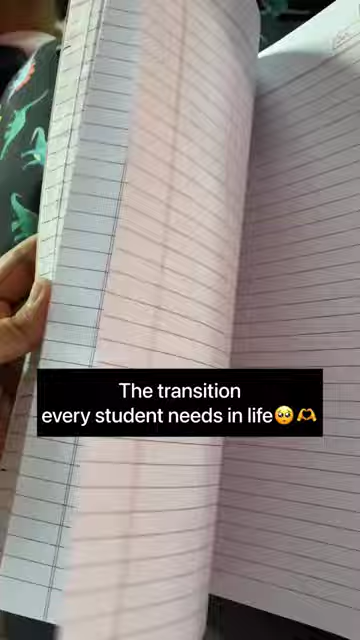 The transition
every student needs in life🥺🫶